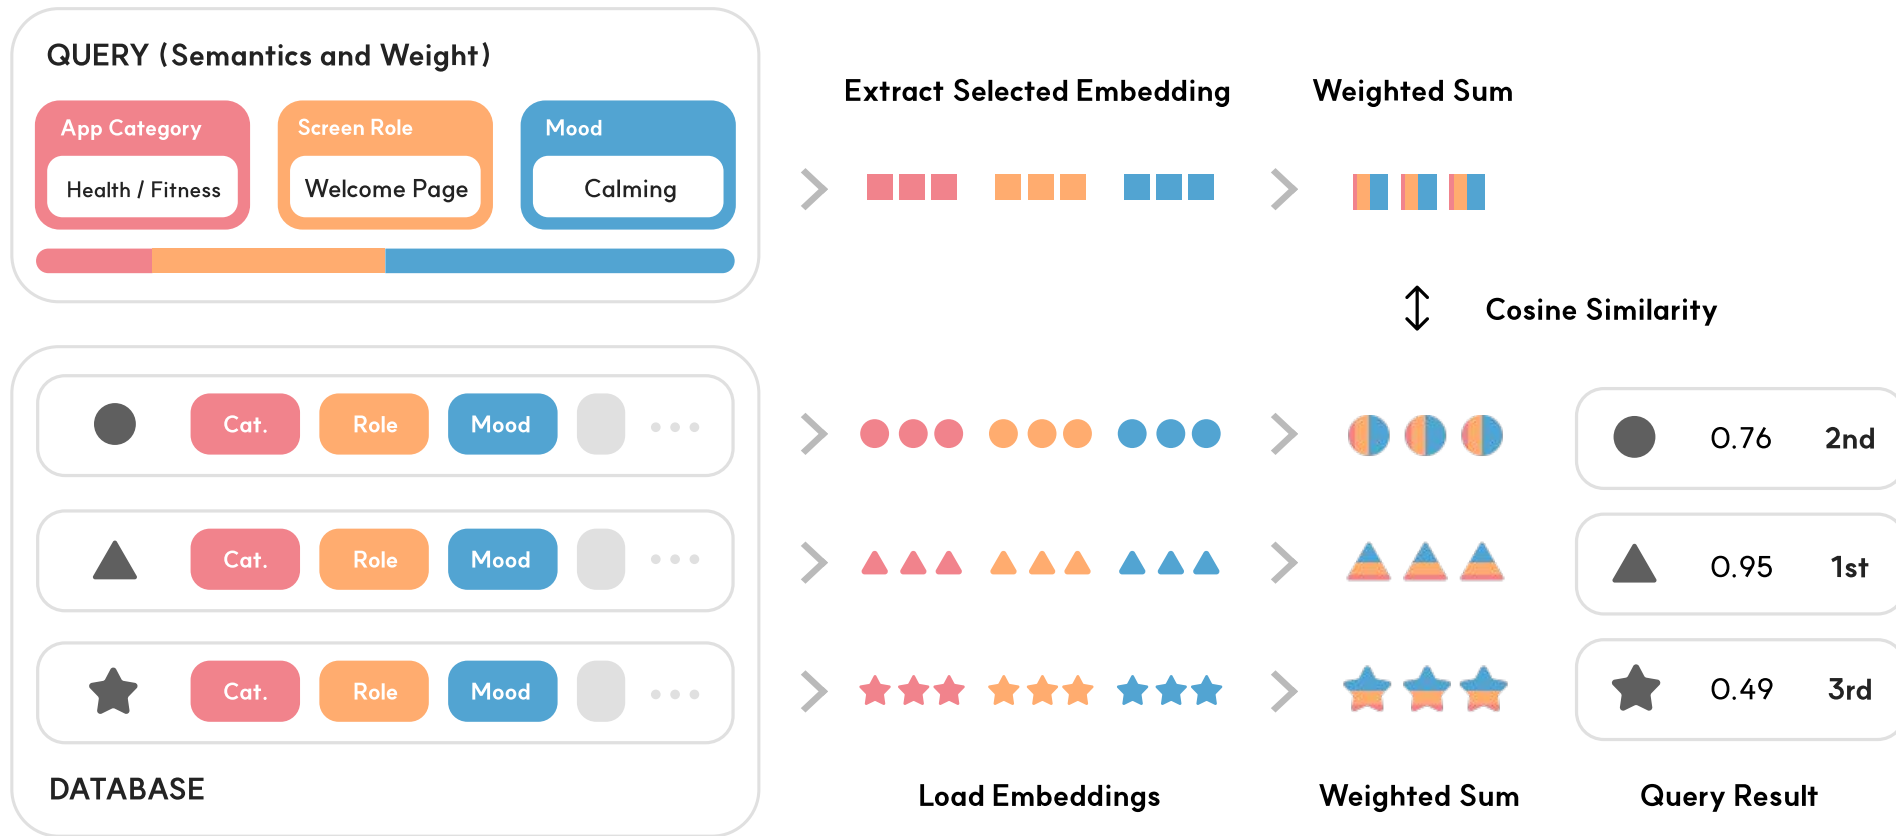 QUERY (Semantics and Weight)
App Category
Health / Fitness
Screen Role
Welcome Page
Mood
Calming
Extract Selected Embedding
Weighted Sum
Cosine Similarity
Cat.
Role
Mood
0.76
2nd
Cat.
Role
Mood
0.95
1st
Cat.
Role
Mood
0.49
3rd
DATABASE
Load Embeddings
Weighted Sum
Query Result